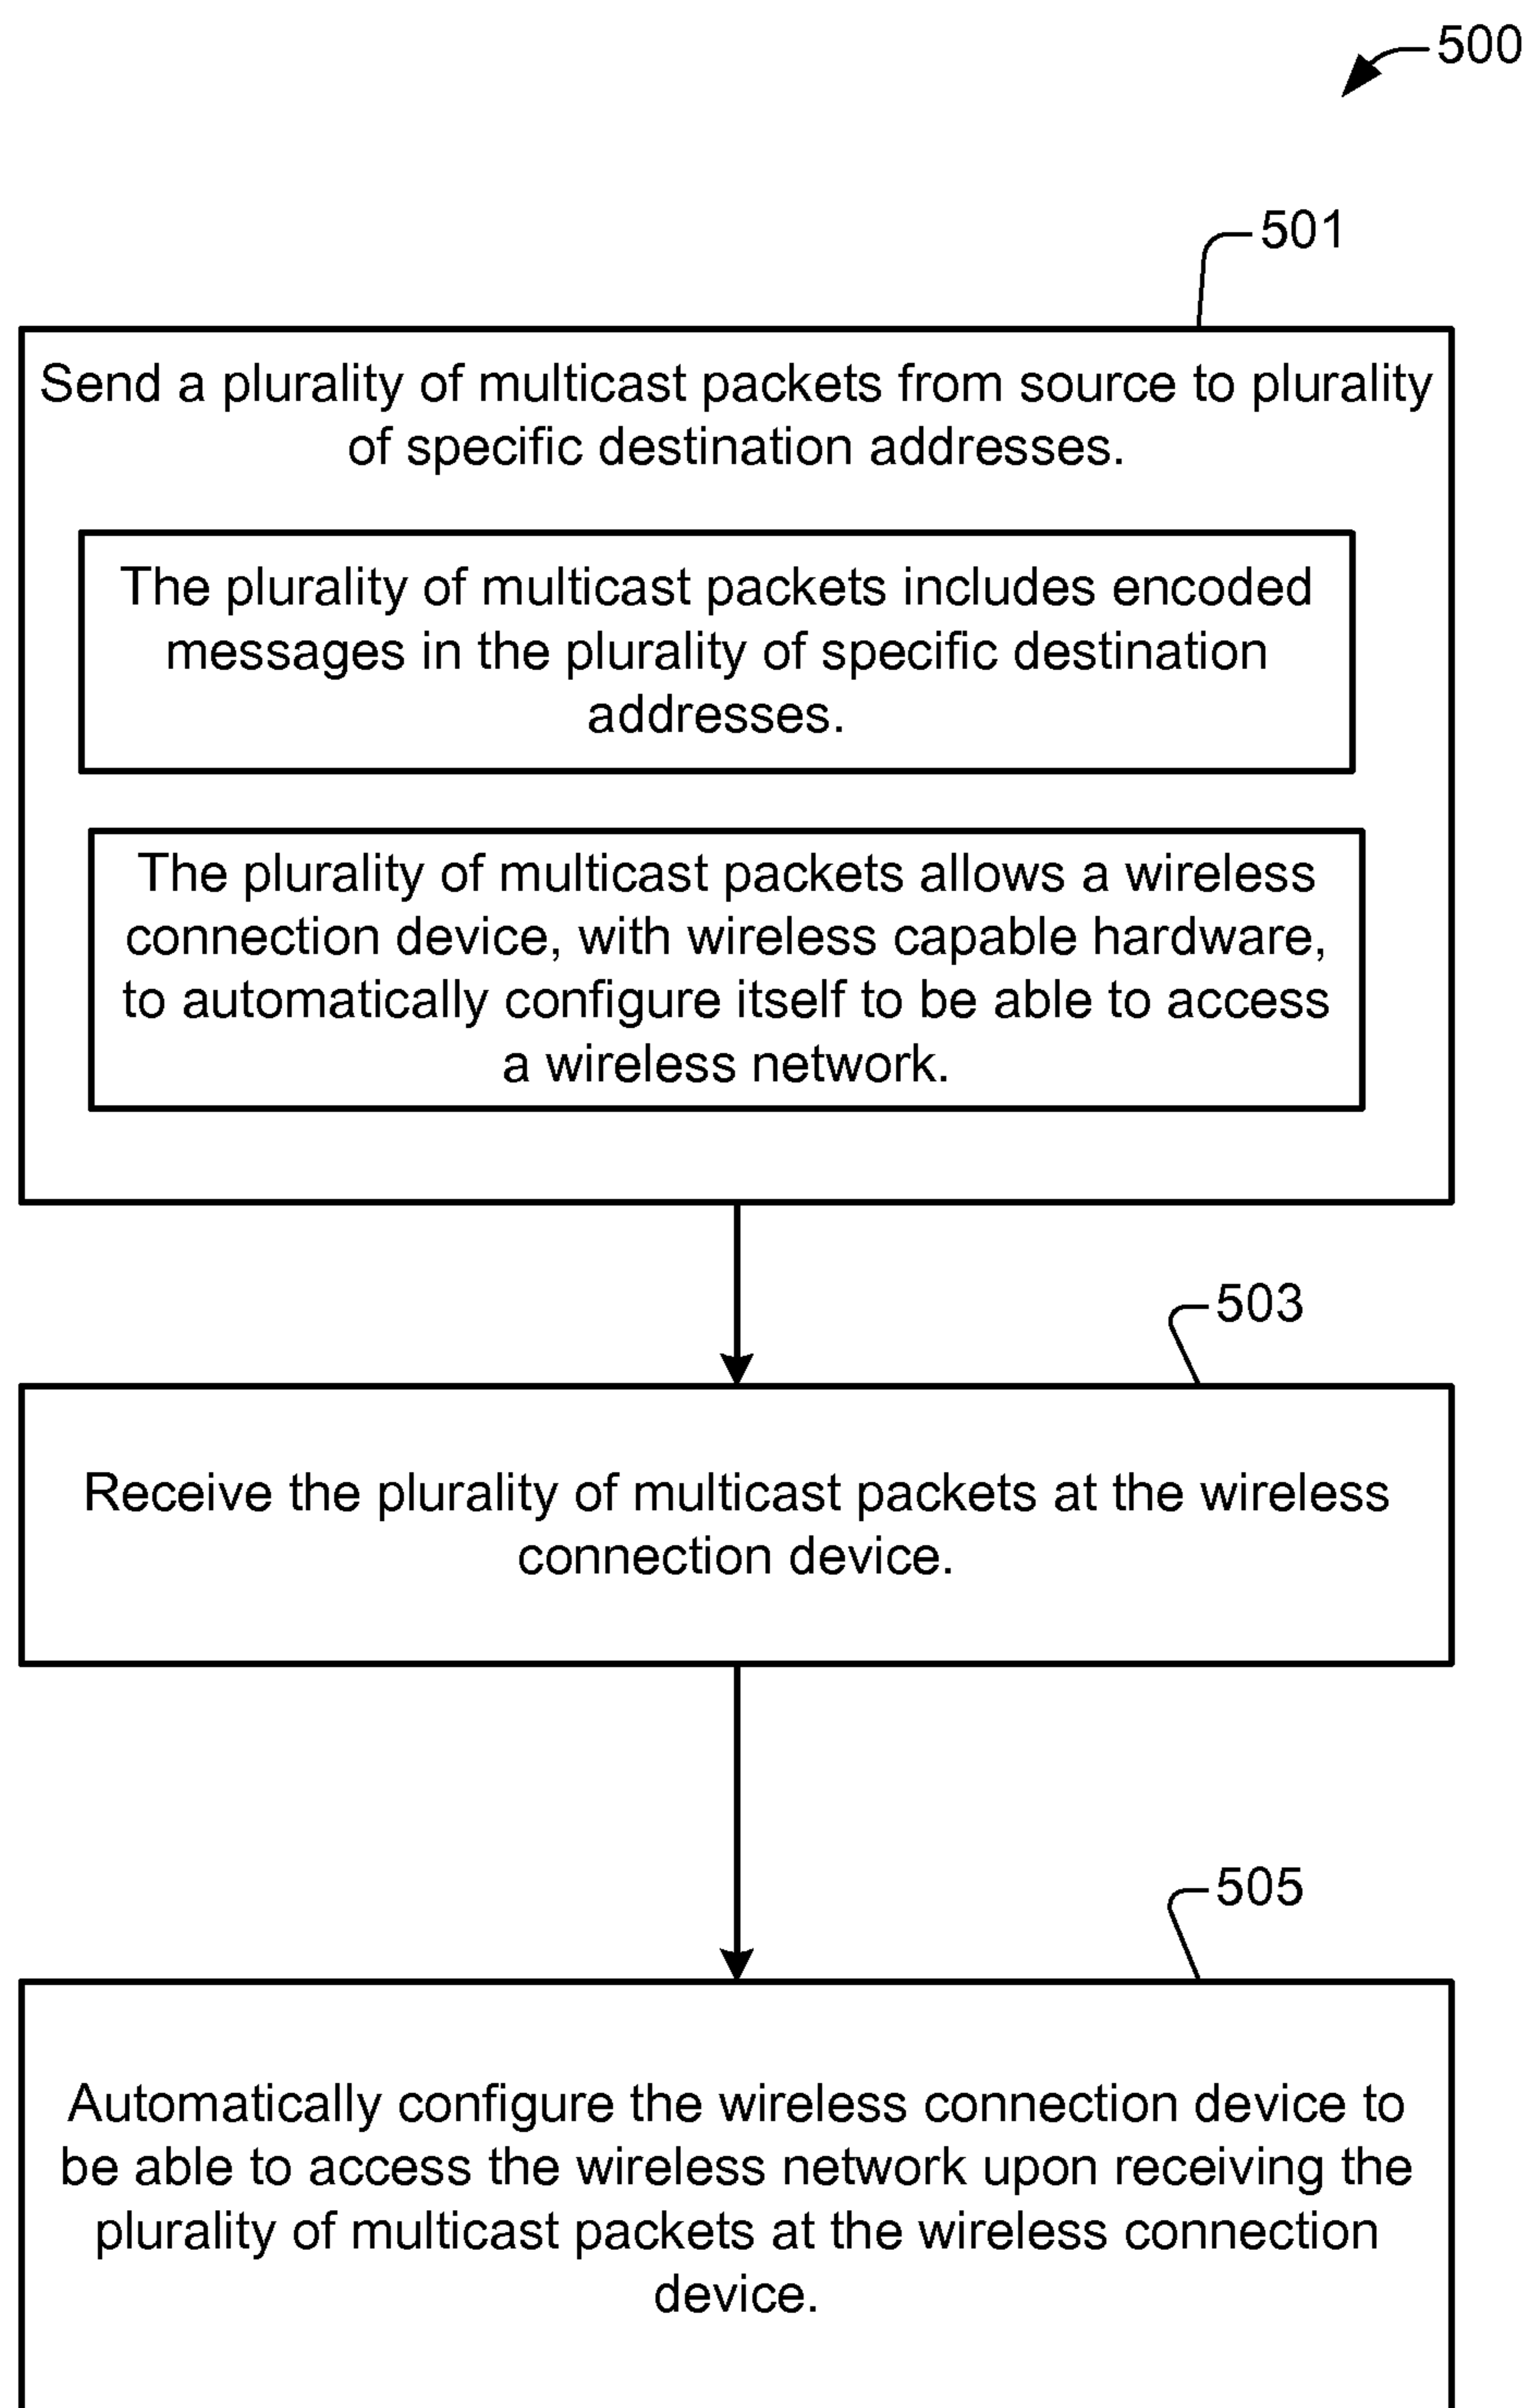 500
501
Send a plurality of multicast packets from source to plurality
of specific destination addresses.
The plurality of multicast packets includes encoded
messages in the plurality of specific destination
addresses.
The plurality of multicast packets allows a wireless
connection device, with wireless capable hardware,
to automatically configure itself to be able to access
a wireless network.
503
Receive the plurality of multicast packets at the wireless
connection device.
505
Automatically configure the wireless connection device to
be able to access the wireless network upon receiving the
plurality of multicast packets at the wireless connection
device.